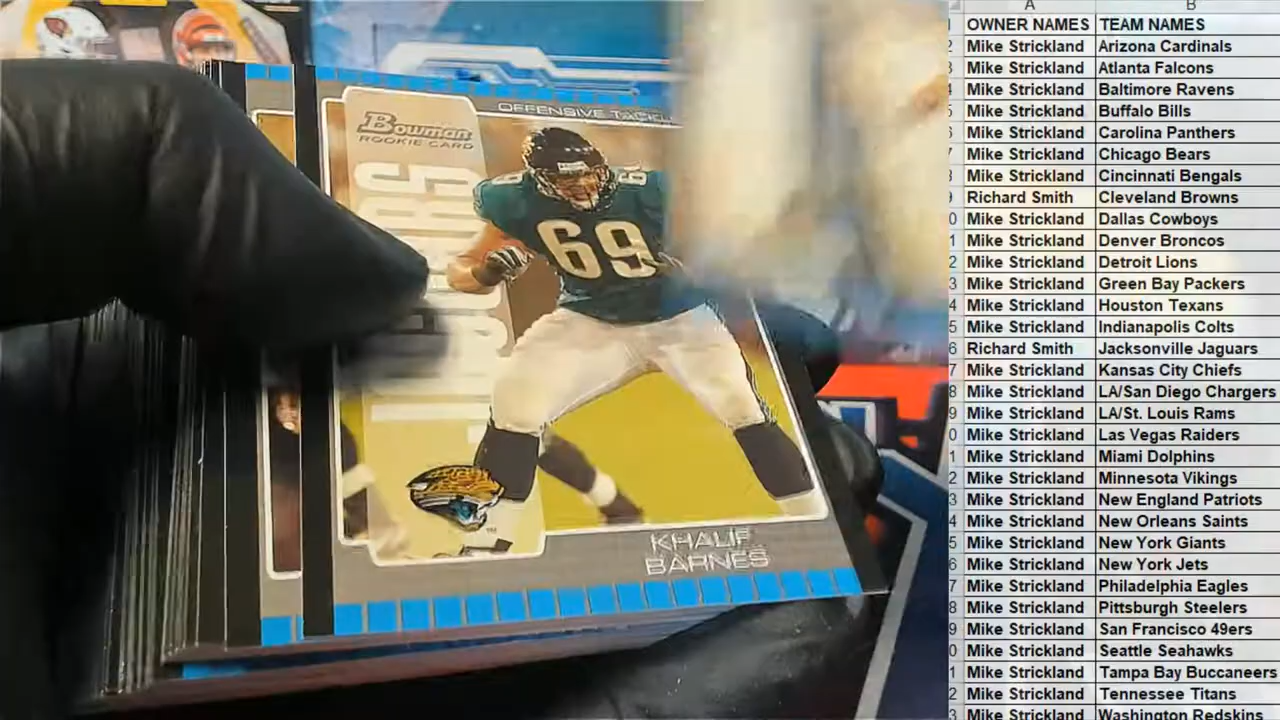 OFFENSIVE TACKLE
Bowman
ROOKIE CARD
JAGUARS
69
69
KHALIF
BARNES
A B
OWNER NAMES TEAM NAMES
Mike Strickland Arizona Cardinals
Mike Strickland Atlanta Falcons
Mike Strickland Baltimore Ravens
Mike Strickland Buffalo Bills
Mike Strickland Carolina Panthers
Mike Strickland Chicago Bears
Mike Strickland Cincinnati Bengals
Richard Smith Cleveland Browns
Mike Strickland Dallas Cowboys
Mike Strickland Denver Broncos
Mike Strickland Detroit Lions
Mike Strickland Green Bay Packers
Mike Strickland Houston Texans
Mike Strickland Indianapolis Colts
Richard Smith Jacksonville Jaguars
Mike Strickland Kansas City Chiefs
Mike Strickland LA/San Diego Chargers
Mike Strickland LA/St. Louis Rams
Mike Strickland Las Vegas Raiders
Mike Strickland Miami Dolphins
Mike Strickland Minnesota Vikings
Mike Strickland New England Patriots
Mike Strickland New Orleans Saints
Mike Strickland New York Giants
Mike Strickland New York Jets
Mike Strickland Philadelphia Eagles
Mike Strickland Pittsburgh Steelers
Mike Strickland San Francisco 49ers
Mike Strickland Seattle Seahawks
Mike Strickland Tampa Bay Buccaneers
Mike Strickland Tennessee Titans
Mike Strickland Washington Redskins